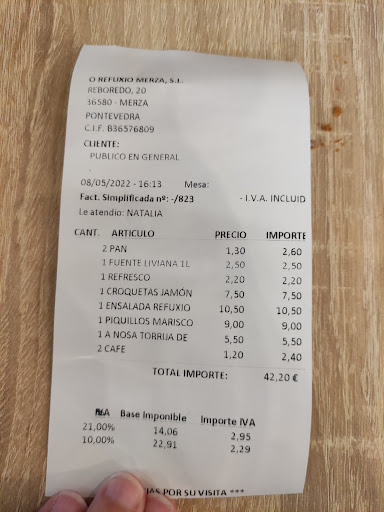 O REFUXIO MERZA, S.L.
REBOREDO, 20
36580 - MERZA
PONTEVEDRA
C.I.F. B36576809
CLIENTE:
PUBLICO EN GENERAL
.
08/05/2022 - 16:13 Mesa:
Fact. Simplificada nº: -/823 - I.V.A. INCLUID
Le atendio: NATALIA
CANT. ARTICULO PRECIO IMPORTE
2 PAN 1,30 2,60
1 FUENTE LIVIANA 1L 2,50 2,50
1 REFRESCO 2,20 2,20
1 CROQUETAS JAMÓN 7,50 7,50
1 ENSALADA REFUXIO 10,50 10,50
1 PIQUILLOS MARISCO 9,00 9,00
1 A NOSA TORRIJA DE 5,50 5,50
2 CAFE 1,20 2,40
TOTAL IMPORTE: 42,20 €
IVA Base Imponible Importe IVA
21,00% 14,06 2,95
10,00% 22,91 2,29
POR SU VISITA ***